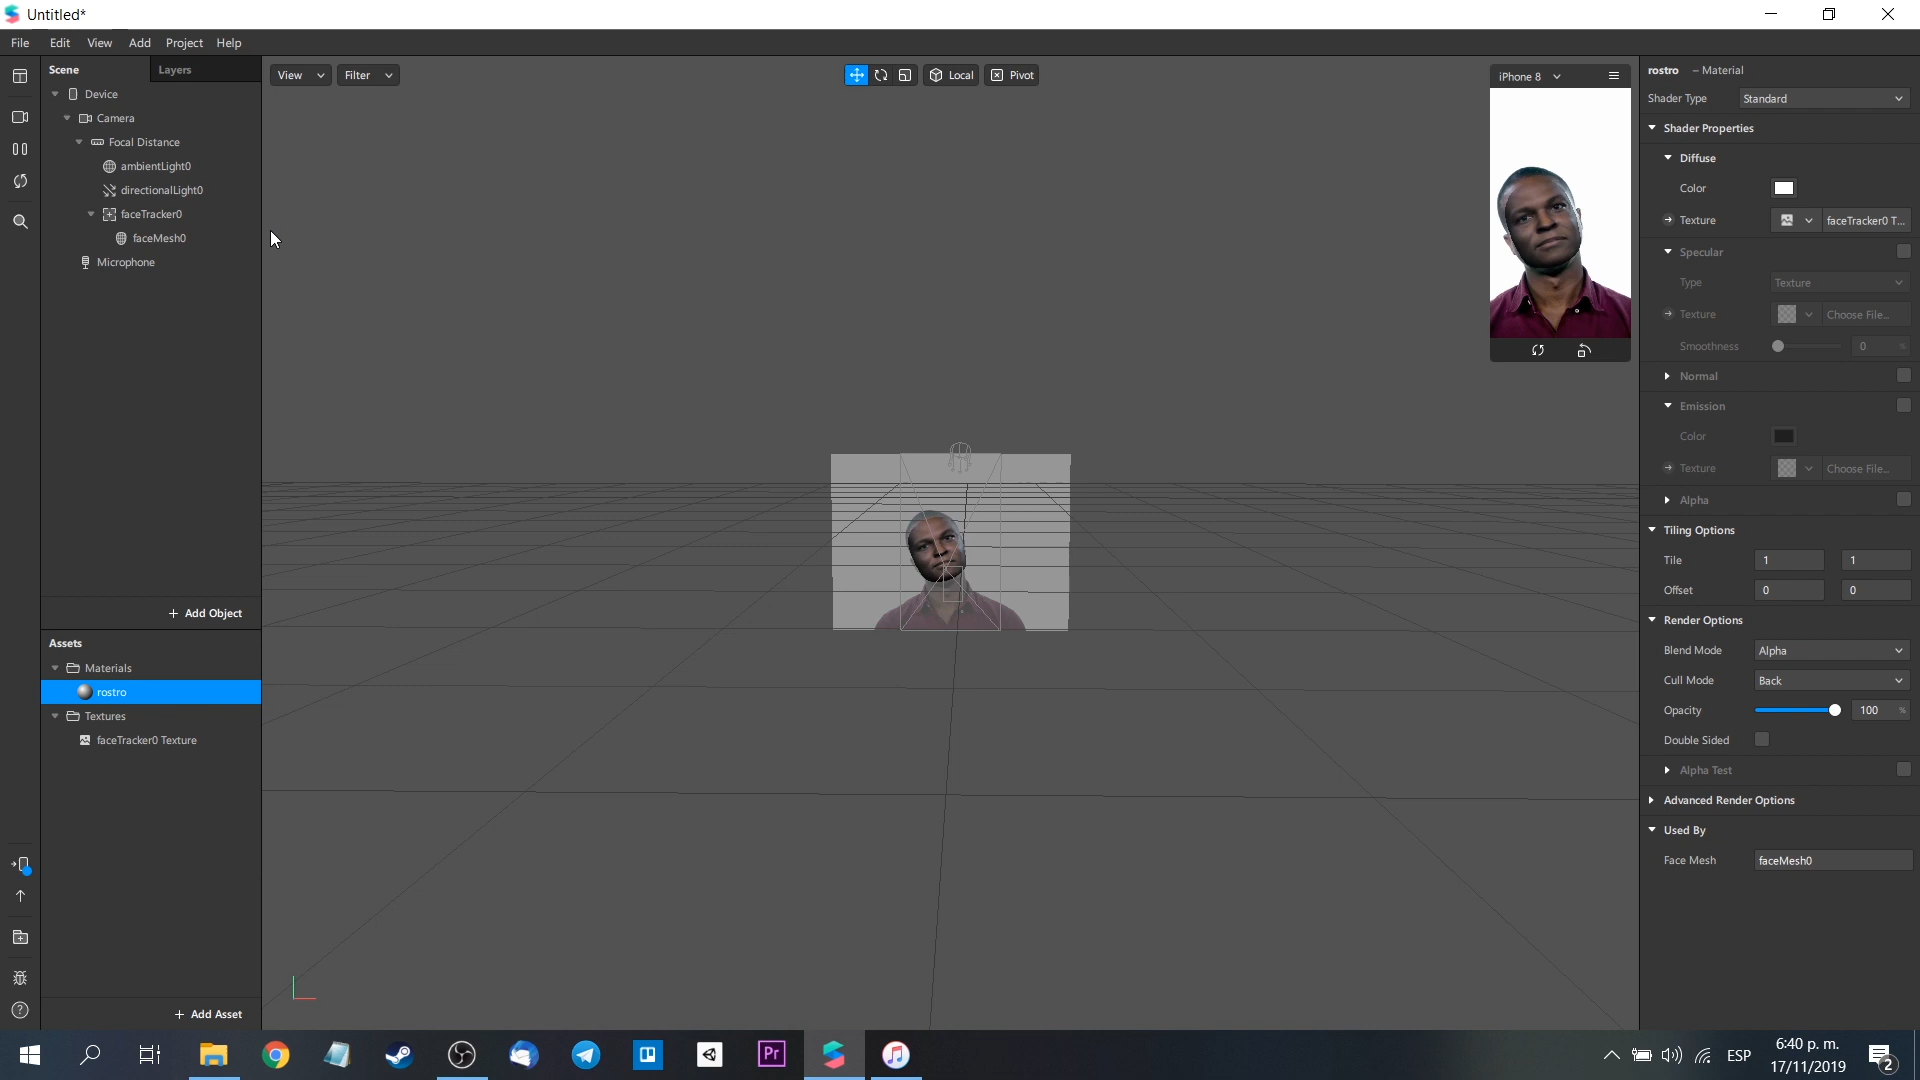 Untitled*
File Edit View Add Project Help
Scene Layers
Device
Camera
Focal Distance
ambientLight0
directionalLight0
faceTracker0
faceMesh0
Microphone
+ Add Object
Assets
Materials
rostro
Textures
faceTracker0 Texture
+ Add Asset
View Filter
Local Pivot
iPhone 8
rostro – Material
Shader Type Standard
Shader Properties
Diffuse
Color
Texture faceTracker0 T...
Specular
Type Texture
Texture Choose File...
Smoothness 0 %
Normal
Emission
Color
Texture Choose File...
Alpha
Tiling Options
Tile 1 1
Offset 0 0
Render Options
Blend Mode Alpha
Cull Mode Back
Opacity 100 %
Double Sided
Alpha Test
Advanced Render Options
Used By
Face Mesh faceMesh0
Pr
ESP
6:40 p. m.
17/11/2019
2